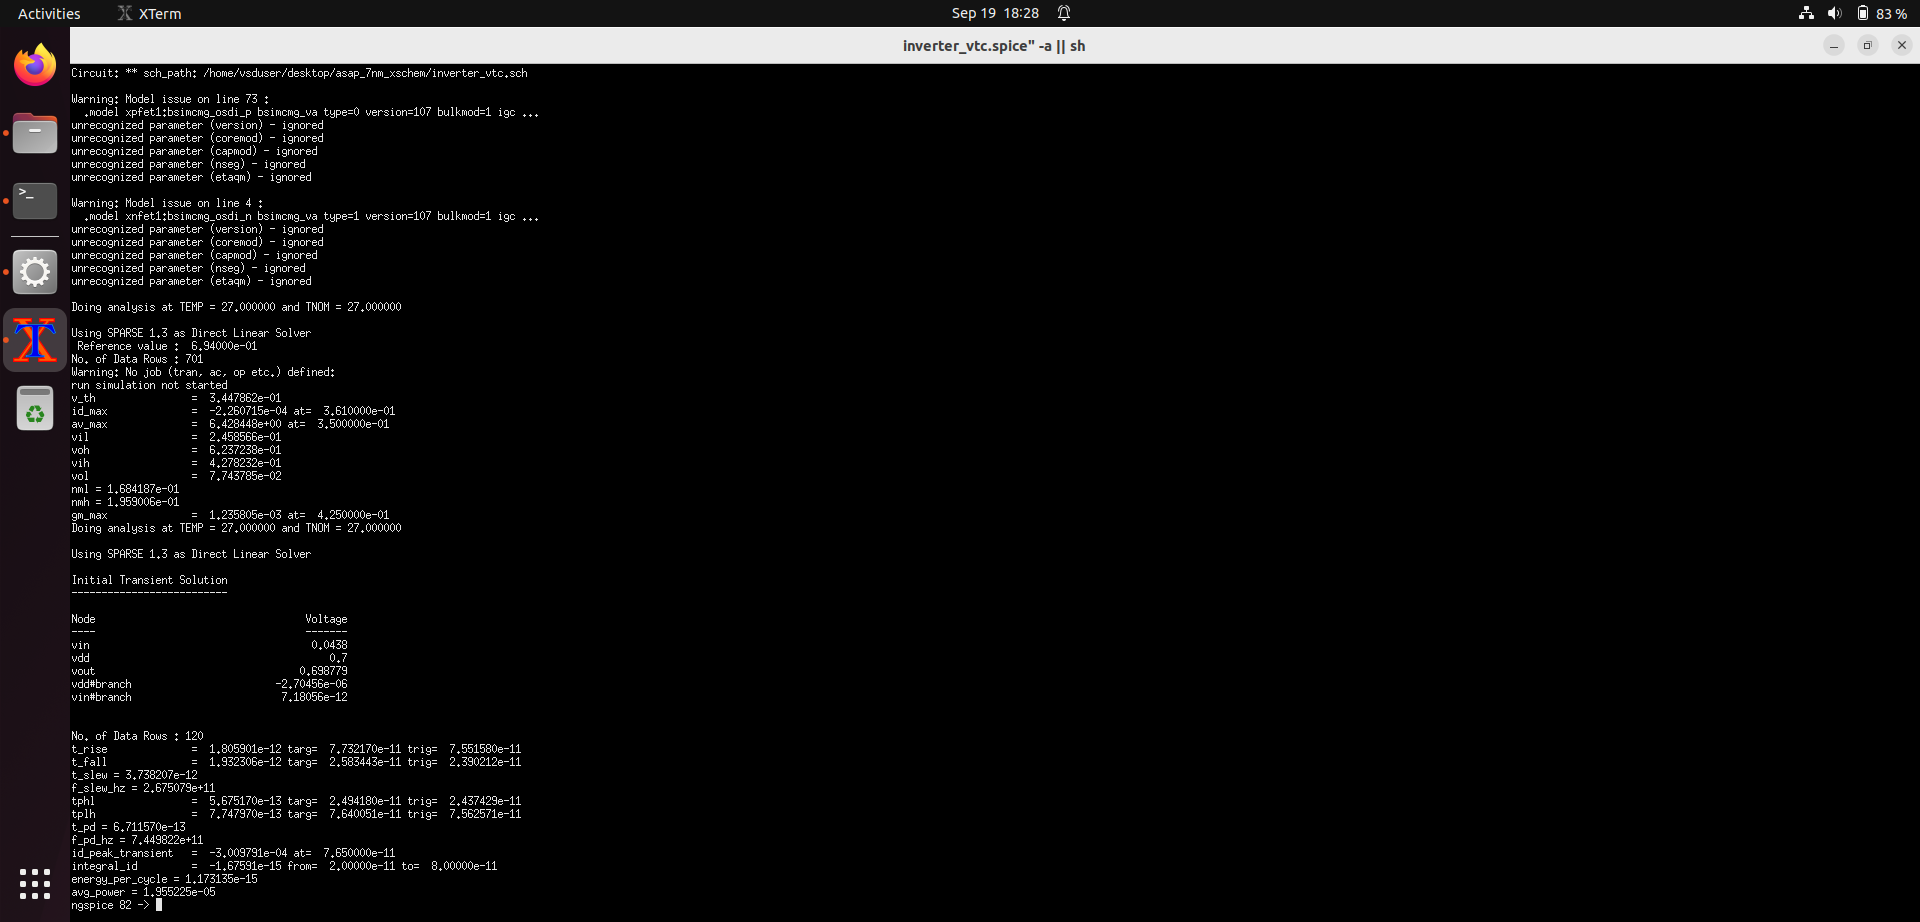 Activities XTerm Sep 19 18:28 83 %
inverter_vtc.spice" -a || sh
Circuit: ** sch_path: /home/vsduser/desktop/asap_7nm_xschem/inverter_vtc.sch
Warning: Model issue on line 73 :
.model xpfet1:bsimcmg_osdi_p bsimcmg_va type=0 version=107 bulkmod=1 igc ...
unrecognized parameter (version) - ignored
unrecognized parameter (coremod) - ignored
unrecognized parameter (capmod) - ignored
unrecognized parameter (nseg) - ignored
unrecognized parameter (etaqm) - ignored
Warning: Model issue on line 4 :
.model xnfet1:bsimcmg_osdi_n bsimcmg_va type=1 version=107 bulkmod=1 igc ...
unrecognized parameter (version) - ignored
unrecognized parameter (coremod) - ignored
unrecognized parameter (capmod) - ignored
unrecognized parameter (nseg) - ignored
unrecognized parameter (etaqm) - ignored
Doing analysis at TEMP = 27.000000 and TNOM = 27.000000
Using SPARSE 1.3 as Direct Linear Solver
Reference value : 6.94000e-01
No. of Data Rows : 701
Warning: No job (tran, ac, op etc.) defined:
run simulation not started
v_th = 3.447862e-01
id_max = -2.260715e-04 at= 3.610000e-01
av_max = 6.428448e+00 at= 3.500000e-01
vil = 2.458566e-01
voh = 6.237238e-01
vih = 4.278232e-01
vol = 7.743785e-02
nml = 1.684187e-01
nmh = 1.959006e-01
gm_max = 1.235805e-03 at= 4.250000e-01
Doing analysis at TEMP = 27.000000 and TNOM = 27.000000
Using SPARSE 1.3 as Direct Linear Solver
Initial Transient Solution
--------------------------
Node Voltage
---- -------
vin 0.0438
vdd 0.7
vout 0.698779
vdd#branch -2.70456e-06
vin#branch 7.18056e-12
No. of Data Rows : 120
t_rise = 1.805901e-12 targ= 7.732170e-11 trig= 7.551580e-11
t_fall = 1.932306e-12 targ= 2.583443e-11 trig= 2.390212e-11
t_slew = 3.738207e-12
f_slew_hz = 2.675079e+11
tphl = 5.675170e-13 targ= 2.494180e-11 trig= 2.437429e-11
tplh = 7.747970e-13 targ= 7.640051e-11 trig= 7.562571e-11
t_pd = 6.711570e-13
f_pd_hz = 7.449822e+11
id_peak_transient = -3.009791e-04 at= 7.650000e-11
integral_id = -1.67591e-15 from= 2.00000e-11 to= 8.00000e-11
energy_per_cycle = 1.173135e-15
avg_power = 1.955225e-05
ngspice 82 ->